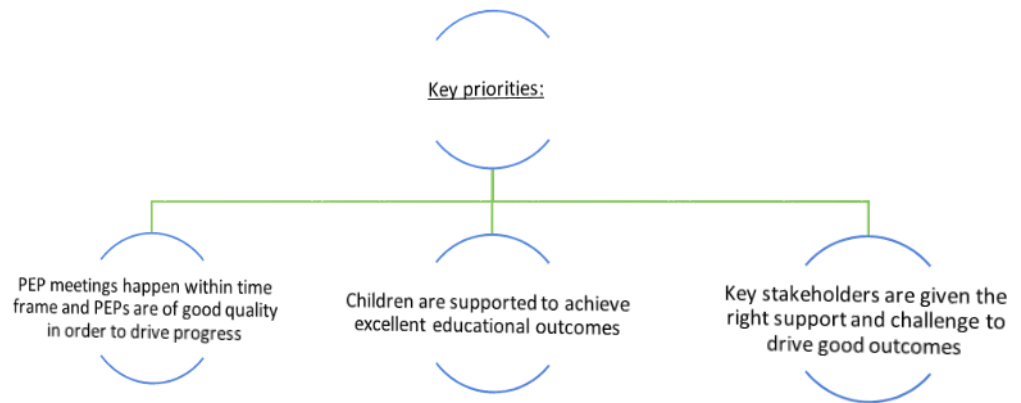 Key priorities:
PEP meetings happen within time
frame and PEPs are of good quality
in order to drive progress
Children are supported to achieve
excellent educational outcomes
Key stakeholders are given the
right support and challenge to
drive good outcomes